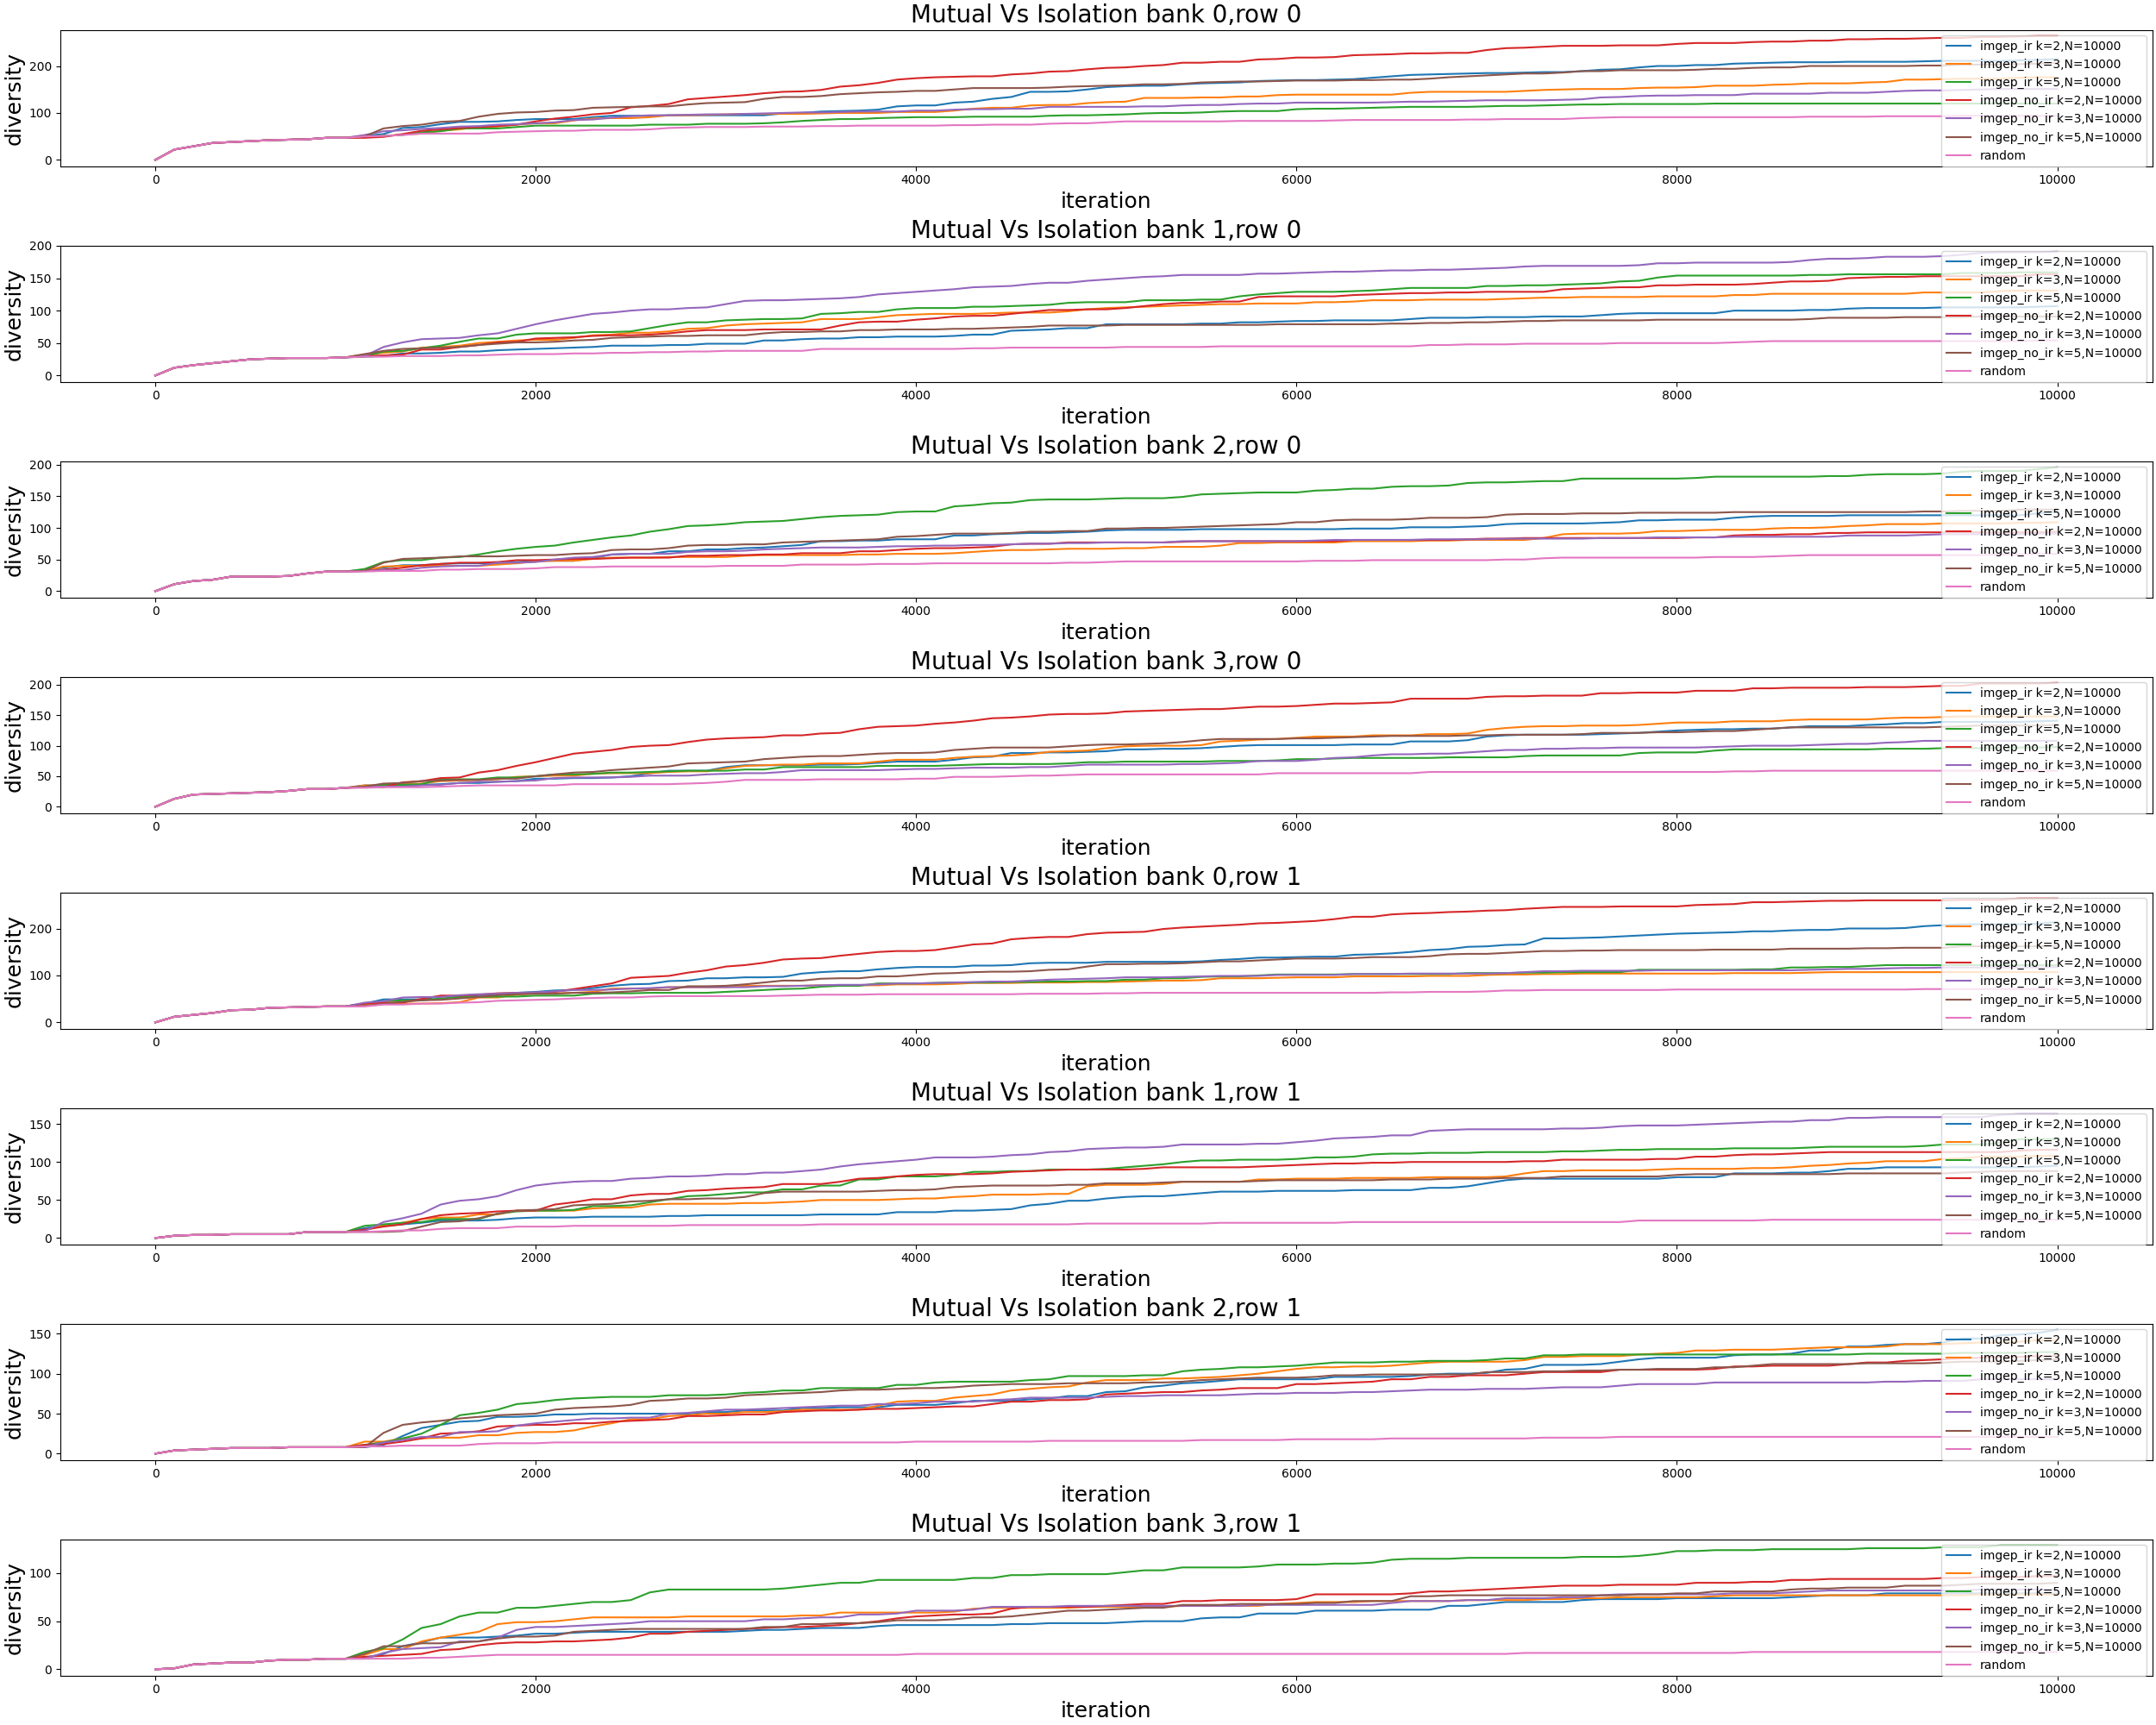 Mutual Vs Isolation bank 0,row 0
diversity
200
100
0
imgep_ir k=2,N=10000
imgep_ir k=3,N=10000
imgep_ir k=5,N=10000
imgep_no_ir k=2,N=10000
imgep_no_ir k=3,N=10000
imgep_no_ir k=5,N=10000
random
0 2000 4000 6000 8000 10000
iteration
Mutual Vs Isolation bank 1,row 0
diversity
200
150
100
50
0
imgep_ir k=2,N=10000
imgep_ir k=3,N=10000
imgep_ir k=5,N=10000
imgep_no_ir k=2,N=10000
imgep_no_ir k=3,N=10000
imgep_no_ir k=5,N=10000
random
0 2000 4000 6000 8000 10000
iteration
Mutual Vs Isolation bank 2,row 0
diversity
200
150
100
50
0
imgep_ir k=2,N=10000
imgep_ir k=3,N=10000
imgep_ir k=5,N=10000
imgep_no_ir k=2,N=10000
imgep_no_ir k=3,N=10000
imgep_no_ir k=5,N=10000
random
0 2000 4000 6000 8000 10000
iteration
Mutual Vs Isolation bank 3,row 0
diversity
200
150
100
50
0
imgep_ir k=2,N=10000
imgep_ir k=3,N=10000
imgep_ir k=5,N=10000
imgep_no_ir k=2,N=10000
imgep_no_ir k=3,N=10000
imgep_no_ir k=5,N=10000
random
0 2000 4000 6000 8000 10000
iteration
Mutual Vs Isolation bank 0,row 1
diversity
200
100
0
imgep_ir k=2,N=10000
imgep_ir k=3,N=10000
imgep_ir k=5,N=10000
imgep_no_ir k=2,N=10000
imgep_no_ir k=3,N=10000
imgep_no_ir k=5,N=10000
random
0 2000 4000 6000 8000 10000
iteration
Mutual Vs Isolation bank 1,row 1
diversity
150
100
50
0
imgep_ir k=2,N=10000
imgep_ir k=3,N=10000
imgep_ir k=5,N=10000
imgep_no_ir k=2,N=10000
imgep_no_ir k=3,N=10000
imgep_no_ir k=5,N=10000
random
0 2000 4000 6000 8000 10000
iteration
Mutual Vs Isolation bank 2,row 1
diversity
150
100
50
0
imgep_ir k=2,N=10000
imgep_ir k=3,N=10000
imgep_ir k=5,N=10000
imgep_no_ir k=2,N=10000
imgep_no_ir k=3,N=10000
imgep_no_ir k=5,N=10000
random
0 2000 4000 6000 8000 10000
iteration
Mutual Vs Isolation bank 3,row 1
diversity
100
50
0
imgep_ir k=2,N=10000
imgep_ir k=3,N=10000
imgep_ir k=5,N=10000
imgep_no_ir k=2,N=10000
imgep_no_ir k=3,N=10000
imgep_no_ir k=5,N=10000
random
0 2000 4000 6000 8000 10000
iteration